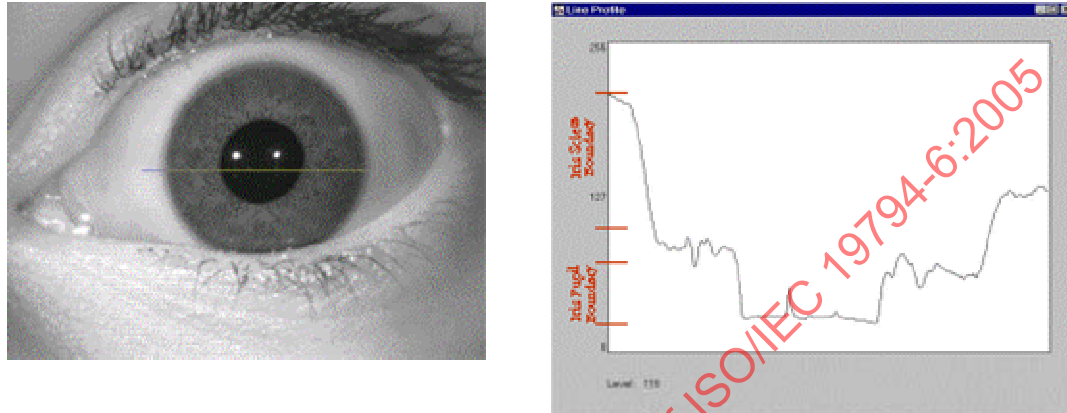 Line Profile
255
Iris Sclera
Boundary
127
Iris Pupil
Boundary
0
Level: 119
ISO/IEC 19794-6:2005